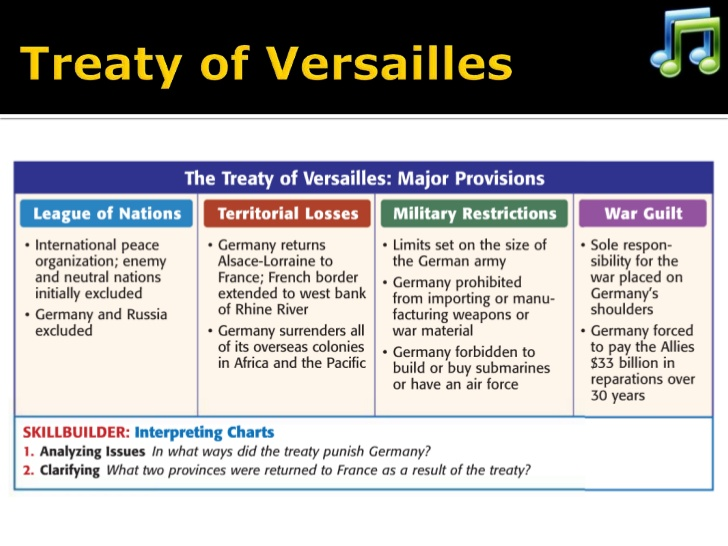 Treaty of Versailles
The Treaty of Versailles: Major Provisions
League of Nations
• International peace
organization; enemy
and neutral nations
initially excluded
• Germany and Russia
excluded
Territorial Losses
• Germany returns
Alsace-Lorraine to
France; French border
extended to west bank
of Rhine River
• Germany surrenders all
of its overseas colonies
in Africa and the Pacific
Military Restrictions
• Limits set on the size of
the German army
• Germany prohibited
from importing or manu-
facturing weapons or
war material
• Germany forbidden to
build or buy submarines
or have an air force
War Guilt
• Sole respon-
sibility for the
war placed on
Germany's
shoulders
• Germany forced
to pay the Allies
$33 billion in
reparations over
30 years
SKILLBUILDER: Interpreting Charts
1. Analyzing Issues In what ways did the treaty punish Germany?
2. Clarifying What two provinces were returned to France as a result of the treaty?